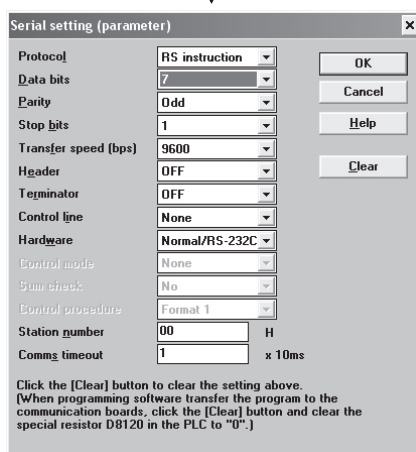 Serial setting (parameter)
Protocol RS instruction OK
Data bits 7
Cancel
Parity Odd
Stop bits 1 Help
Transfer speed (bps) 9600
Header OFF Clear
Terminator OFF
Control line None
Hardware Normal/RS-232C
Control mode None
Sum check No
Control procedure Format 1
Station number 00 H
Comms timeout 1 x 10ms
Click the [Clear] button to clear the setting above.
(When programming software transfer the program to the
communication boards, click the [Clear] button and clear the
special resistor D8120 in the PLC to "0".)